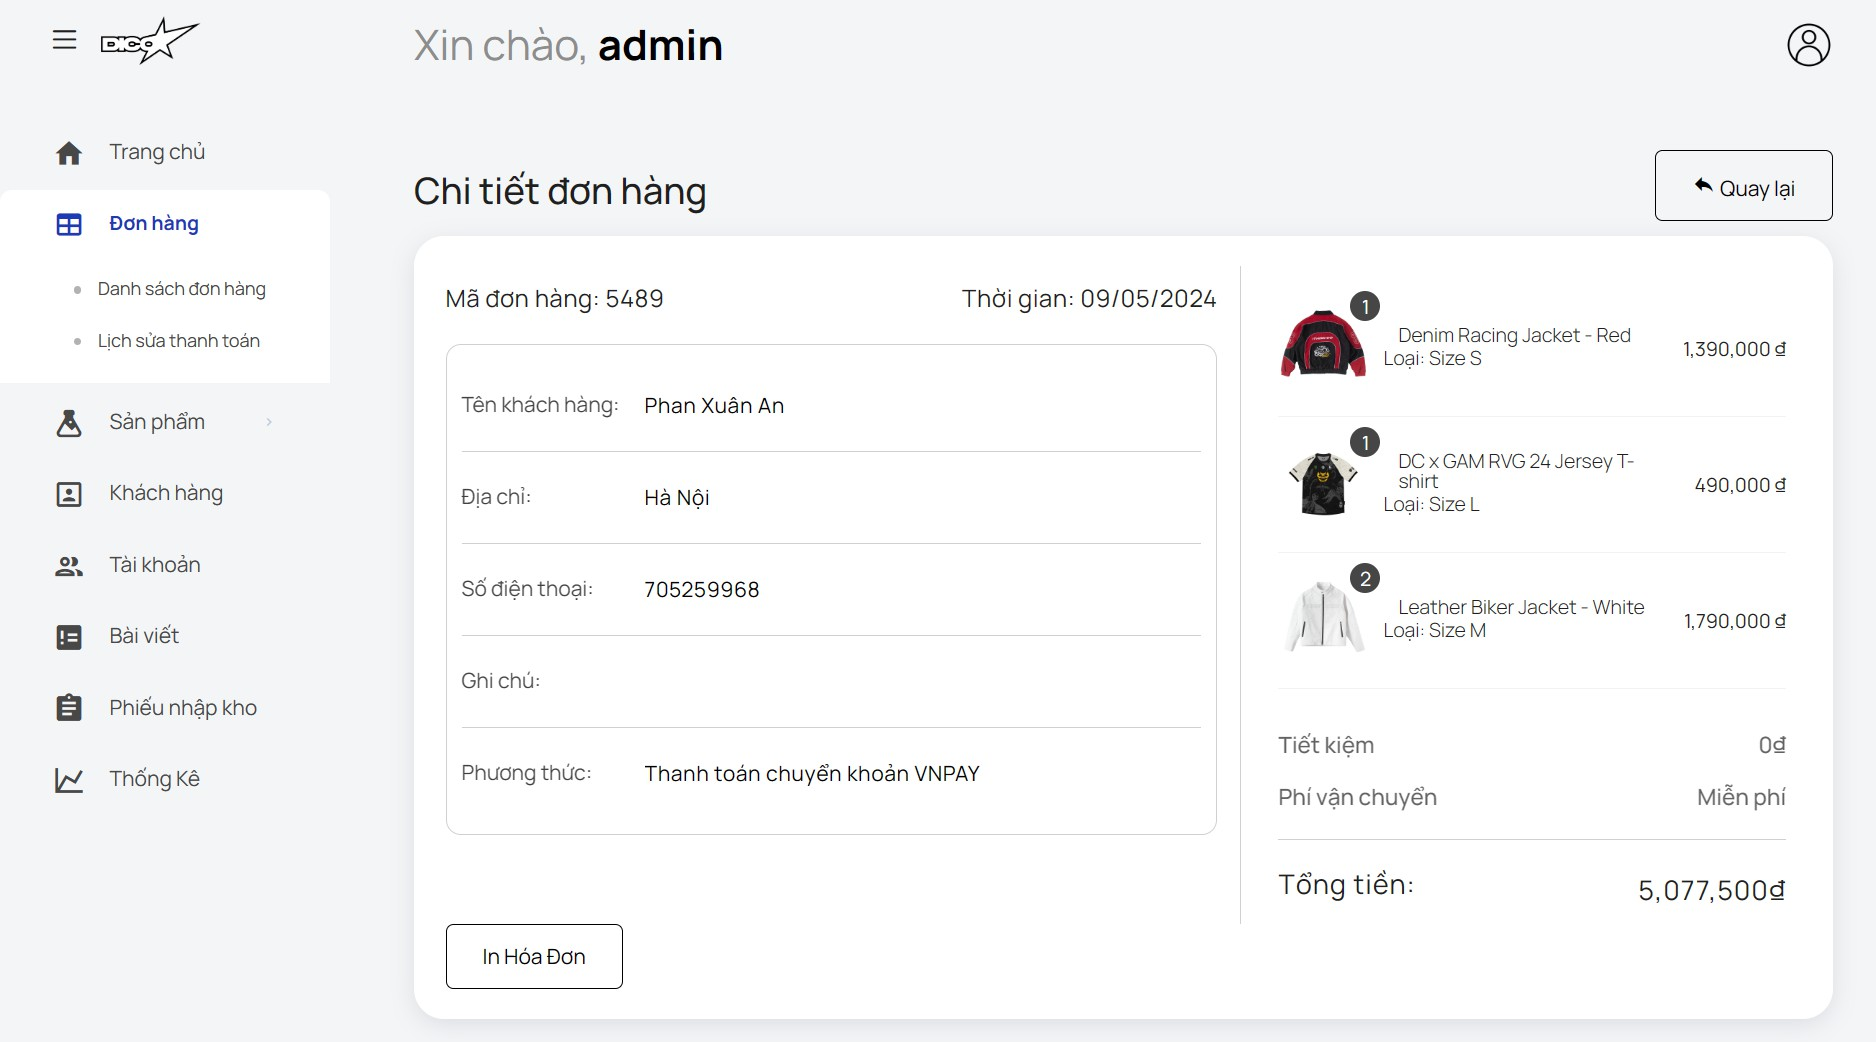 DICO
Xin chào, admin
Trang chủ
Đơn hàng
Danh sách đơn hàng
Lịch sửa thanh toán
Sản phẩm
Khách hàng
Tài khoản
Bài viết
Phiếu nhập kho
Thống Kê
Chi tiết đơn hàng
Quay lại
Mã đơn hàng: 5489
Thời gian: 09/05/2024
Tên khách hàng: Phan Xuân An
Địa chỉ: Hà Nội
Số điện thoại: 705259968
Ghi chú:
Phương thức: Thanh toán chuyển khoản VNPAY
In Hóa Đơn
1
Denim Racing Jacket - Red
Loại: Size S
1,390,000 ₫
1
DC x GAM RVG 24 Jersey T-
shirt
Loại: Size L
490,000 ₫
2
Leather Biker Jacket - White
Loại: Size M
1,790,000 ₫
Tiết kiệm 0₫
Phí vận chuyển Miễn phí
Tổng tiền: 5,077,500₫